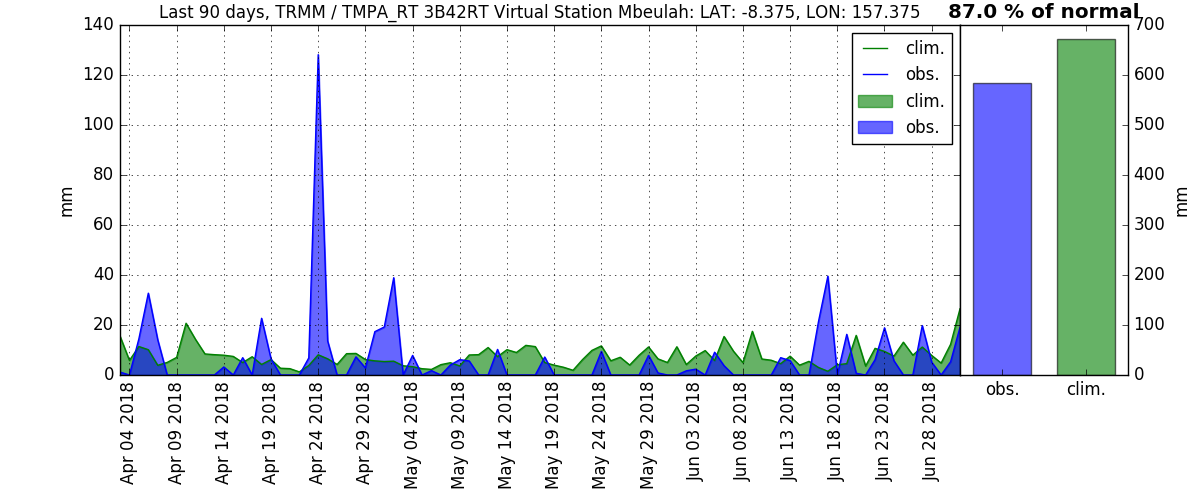 Last 90 days, TRMM / TMPA_RT 3B42RT Virtual Station Mbeulah: LAT: -8.375, LON: 157.375
87.0 % of normal
140
120
100
80
60
40
20
0
mm
clim.
obs.
clim.
obs.
700
600
500
400
300
200
100
0
mm
Apr 04 2018
Apr 09 2018
Apr 14 2018
Apr 19 2018
Apr 24 2018
Apr 29 2018
May 04 2018
May 09 2018
May 14 2018
May 19 2018
May 24 2018
May 29 2018
Jun 03 2018
Jun 08 2018
Jun 13 2018
Jun 18 2018
Jun 23 2018
Jun 28 2018
obs.
clim.